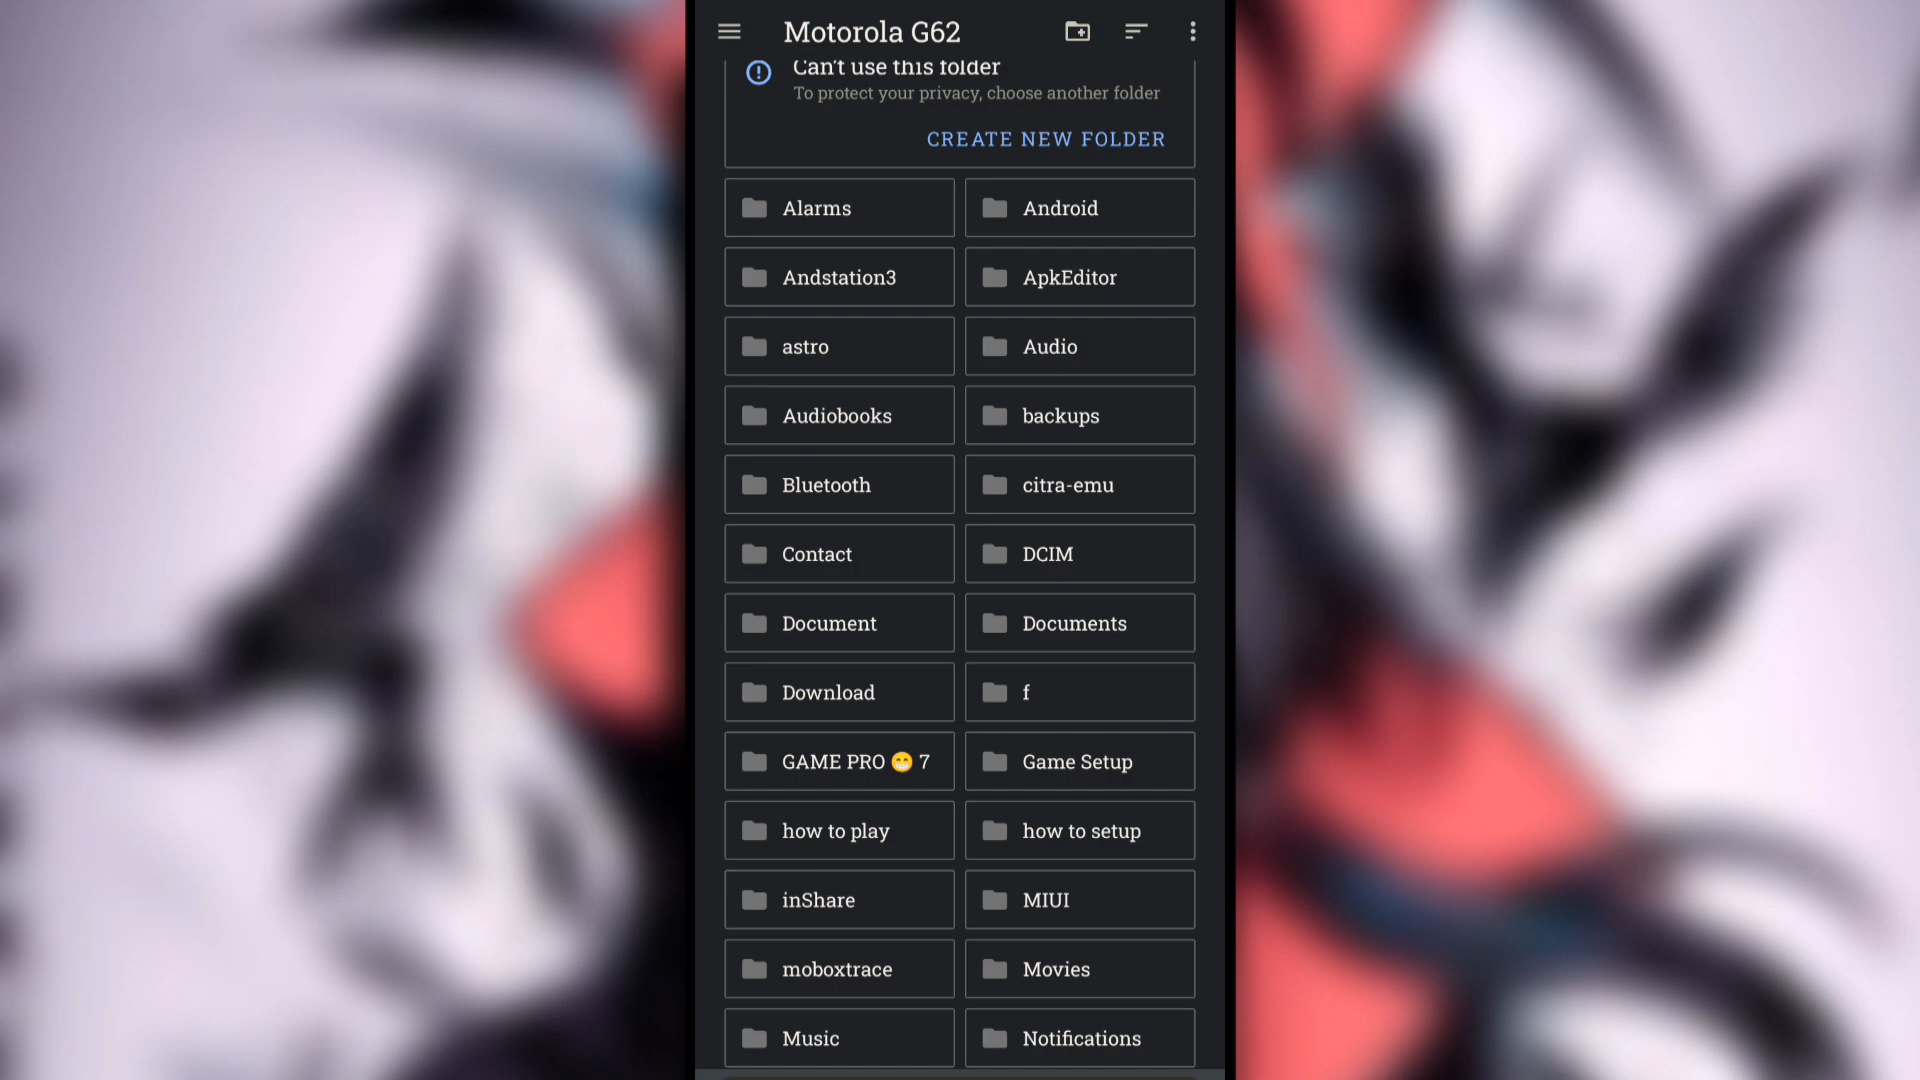 Motorola G62
Can't use this folder
To protect your privacy, choose another folder
CREATE NEW FOLDER
Alarms
Android
Andstation3
ApkEditor
astro
Audio
Audiobooks
backups
Bluetooth
citra-emu
Contact
DCIM
Document
Documents
Download
f
GAME PRO 😁 7
Game Setup
how to play
how to setup
inShare
MIUI
moboxtrace
Movies
Music
Notifications